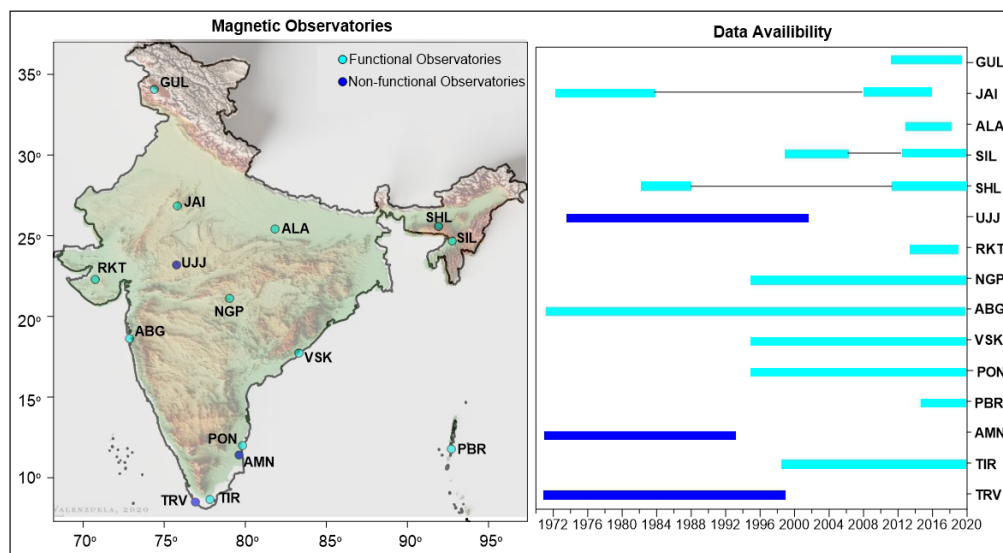 Magnetic Observatories
Functional Observatories
Non-functional Observatories
35°
30°
25°
20°
15°
10°
70°
75°
80°
85°
90°
95°
GUL
JAI
ALA
SHL
SIL
RKT
UJJ
NGP
ABG
VSK
PON
AMN
PBR
TRV
TIR
VALENZUELA, 2020
Data Availibility
GUL
JAI
ALA
SIL
SHL
UJJ
RKT
NGP
ABG
VSK
PON
PBR
AMN
TIR
TRV
1972 1976 1980 1984 1988 1992 1996 2000 2004 2008 2012 2016 2020